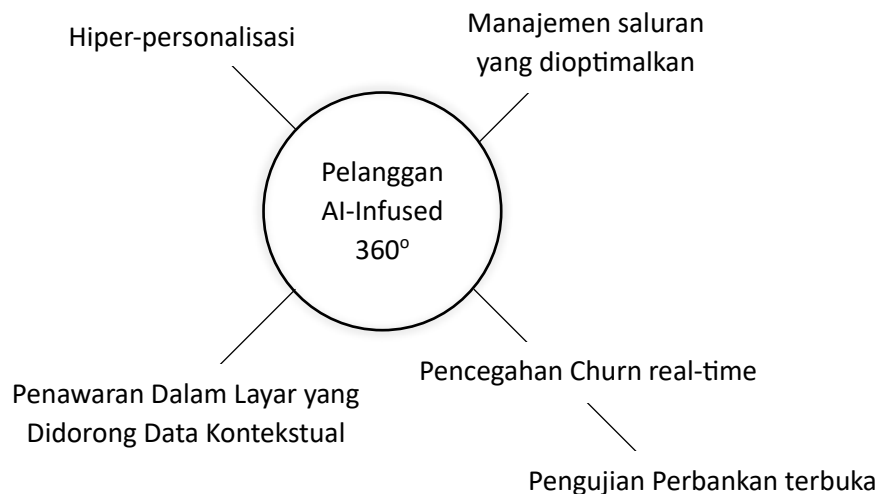 Hiper-personalisasi
Manajemen saluran
yang dioptimalkan
Pelanggan
AI-Infused
360º
Penawaran Dalam Layar yang
Didorong Data Kontekstual
Pencegahan Churn real-time
Pengujian Perbankan terbuka